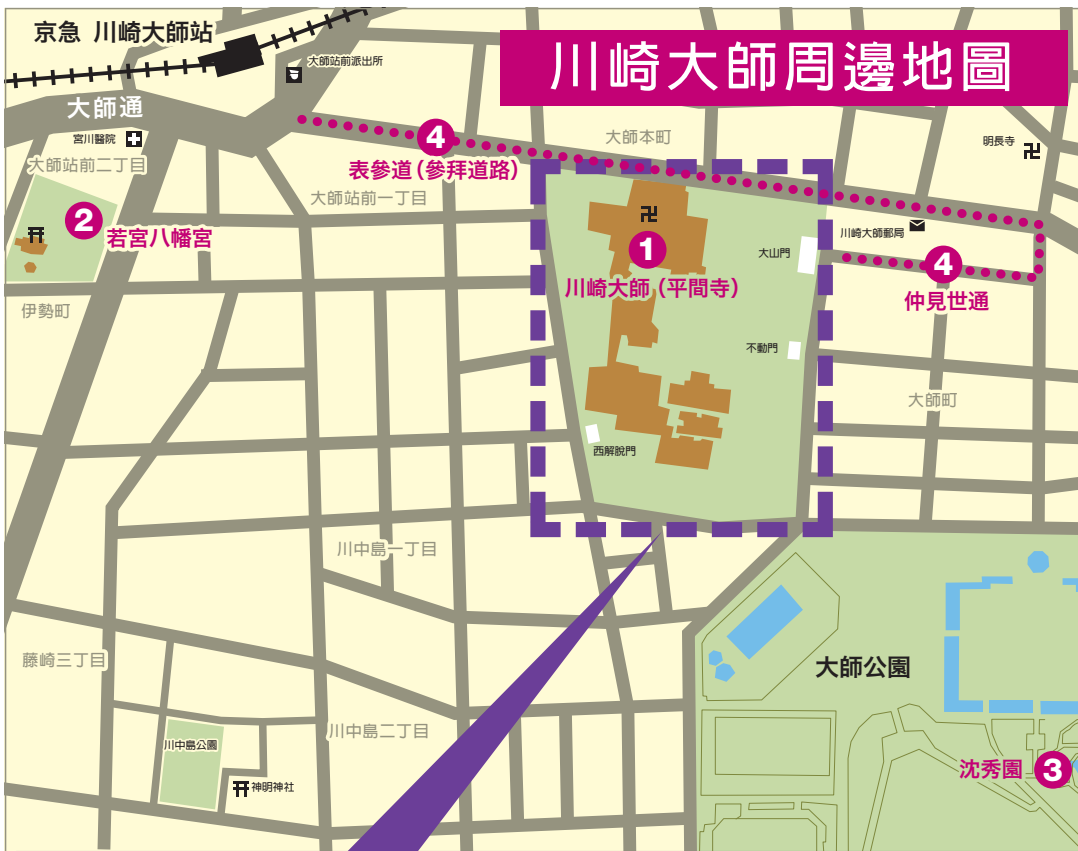 京急 川崎大師站
川崎大師周邊地圖
大師站前派出所
大師通
宮川醫院
大師站前二丁目
4
表參道(參拜道路)
大師本町
明長寺
大師站前一丁目
2
若宮八幡宮
1
川崎大師(平間寺)
大山門
川崎大師郵局
4
仲見世通
伊勢町
不動門
大師町
西解脫門
川中島一丁目
藤崎三丁目
大師公園
川中島二丁目
川中島公園
神明神社
沈秀園
3